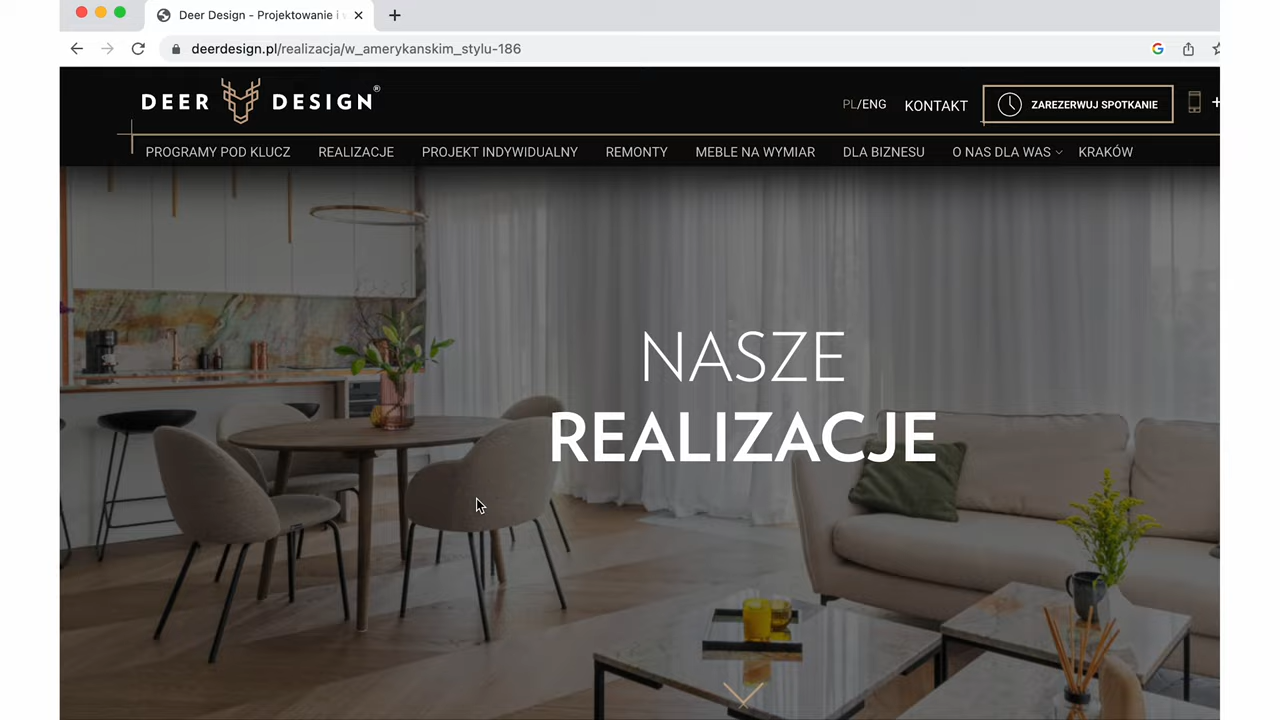 Deer Design - Projektowanie i
deerdesign.pl/realizacja/w_amerykanskim_stylu-186
DEER DESIGN®
PL/ENG KONTAKT ZAREZERWUJ SPOTKANIE
PROGRAMY POD KLUCZ REALIZACJE PROJEKT INDYWIDUALNY REMONTY MEBLE NA WYMIAR DLA BIZNESU O NAS DLA WAS KRAKÓW
NASZE
REALIZACJE